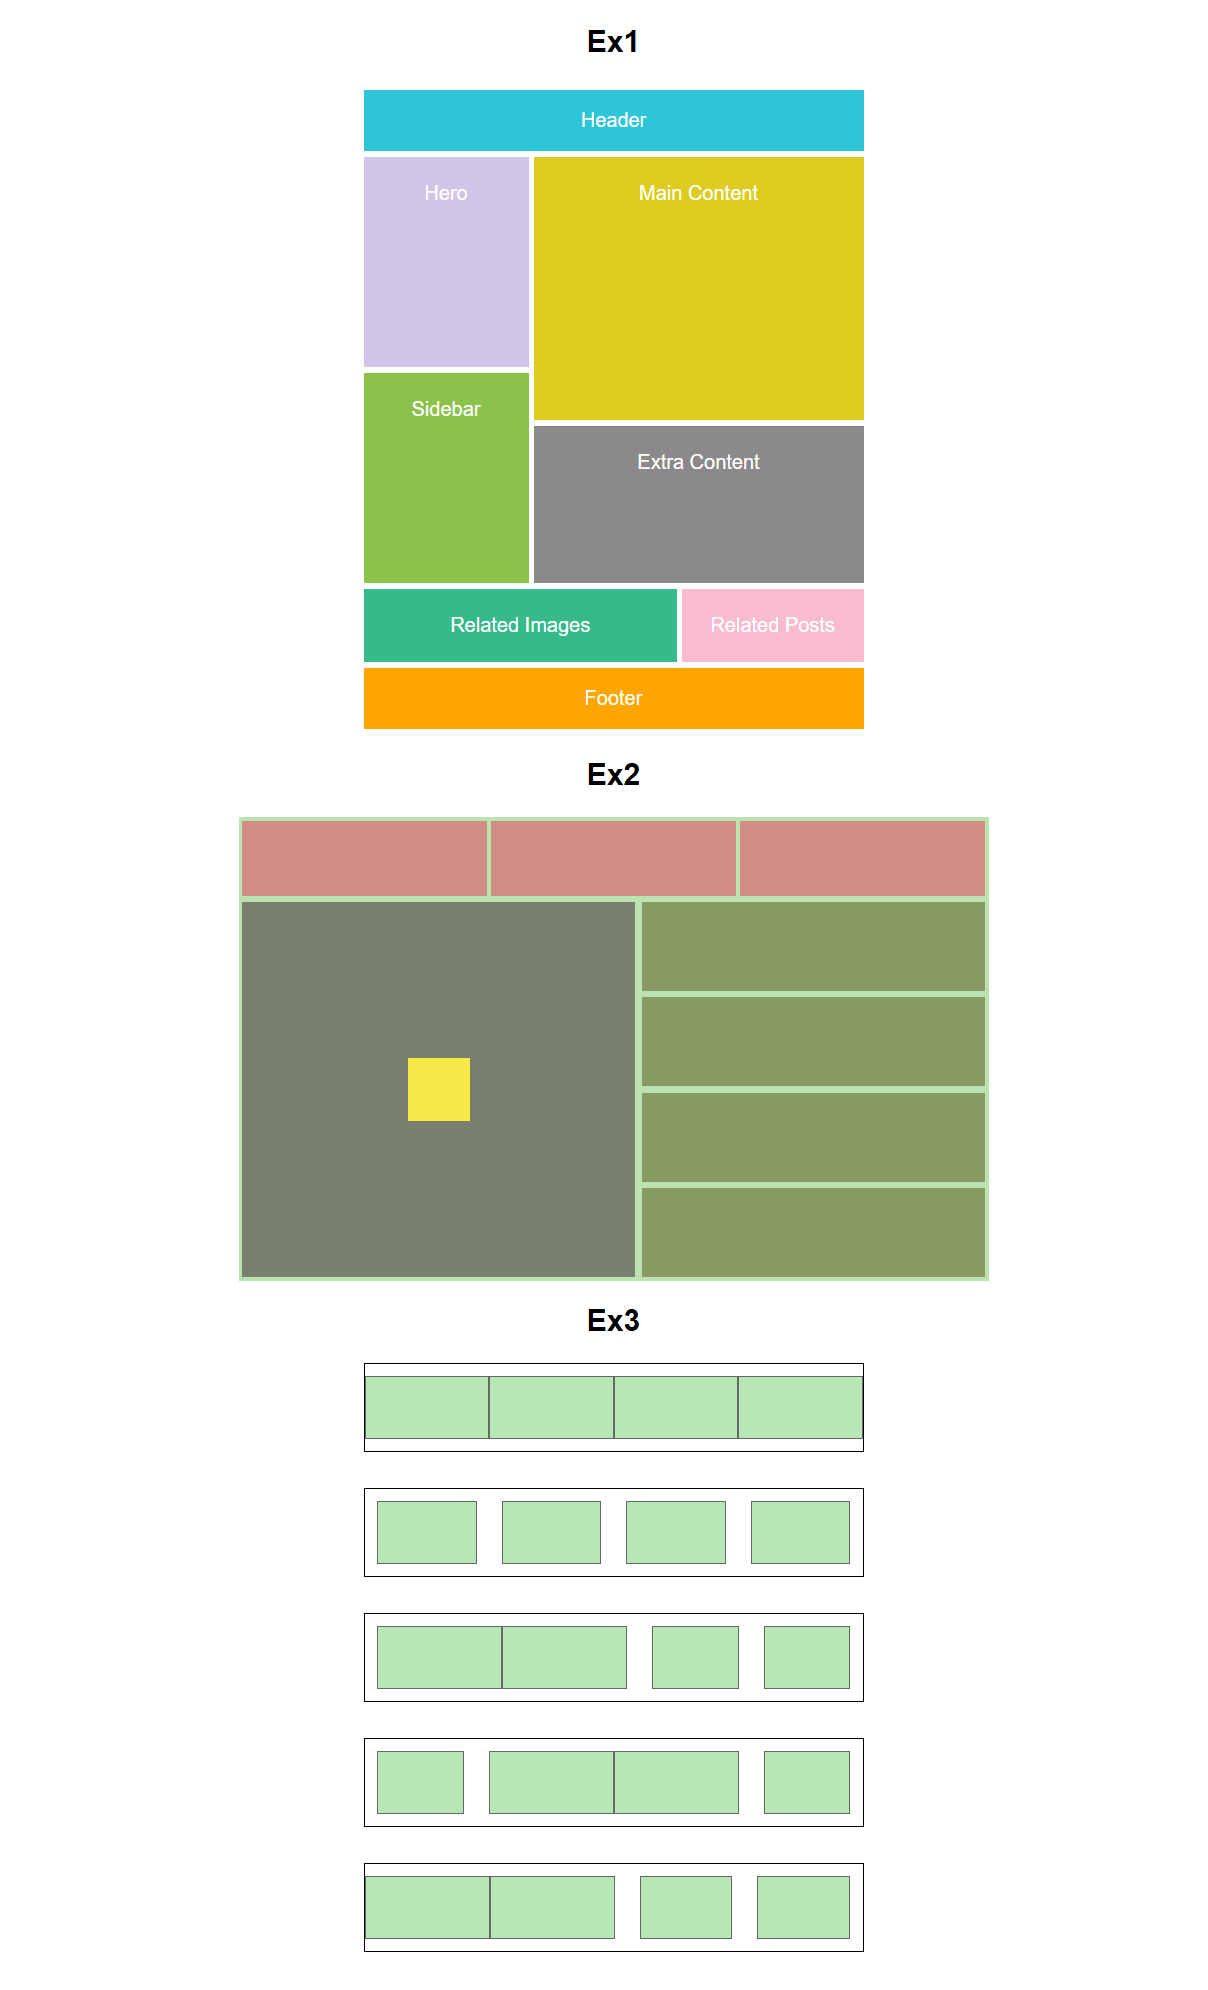 Ex1
Header
Hero
Main Content
Sidebar
Extra Content
Related Images
Related Posts
Footer
Ex2
Ex3